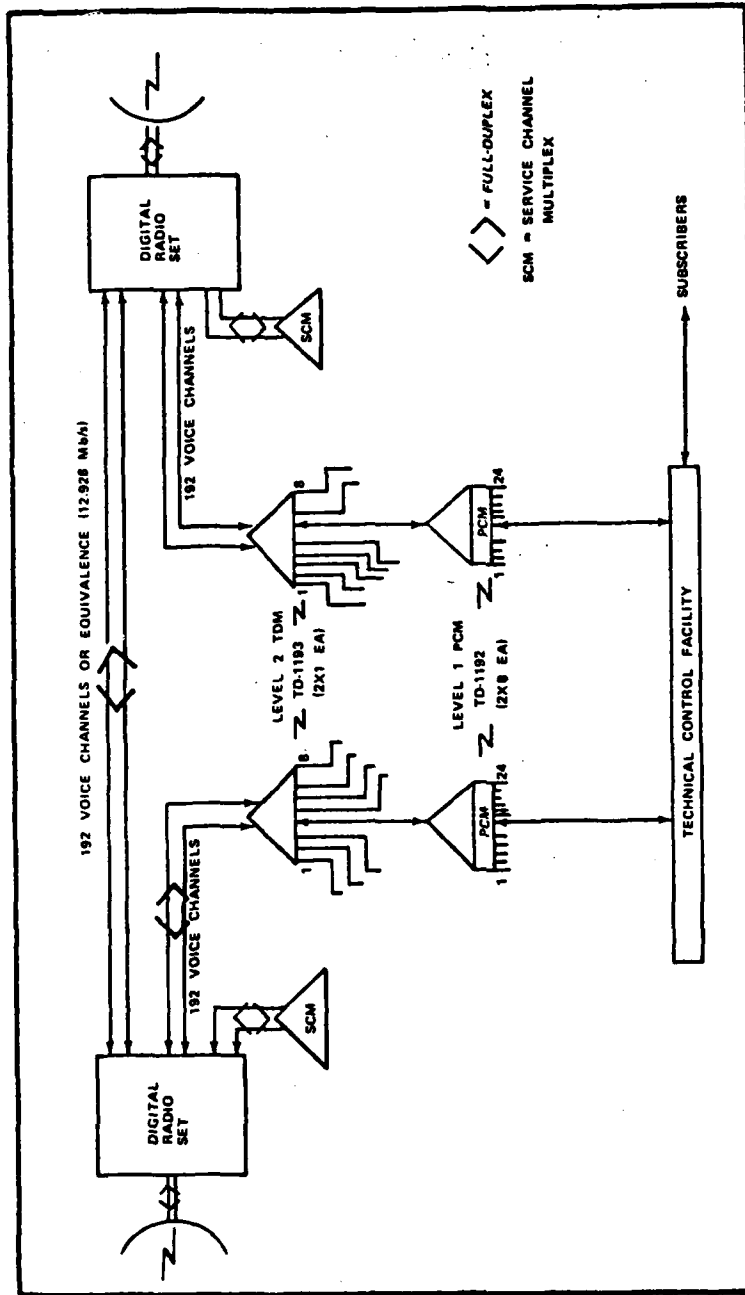 192 VOICE CHANNELS OR EQUIVALENCE (12.928 Mb/s)
DIGITAL
RADIO
SET
DIGITAL
RADIO
SET
192 VOICE CHANNELS
192 VOICE CHANNELS
SCM
SCM
1
8
LEVEL 2 TDM
TD-1193
(2X1 EA)
1
8
LEVEL 1 PCM
TD-1192
(2X8 EA)
PCM
1
24
PCM
1
24
= FULL-DUPLEX
SCM = SERVICE CHANNEL
MULTIPLEX
TECHNICAL CONTROL FACILITY
SUBSCRIBERS